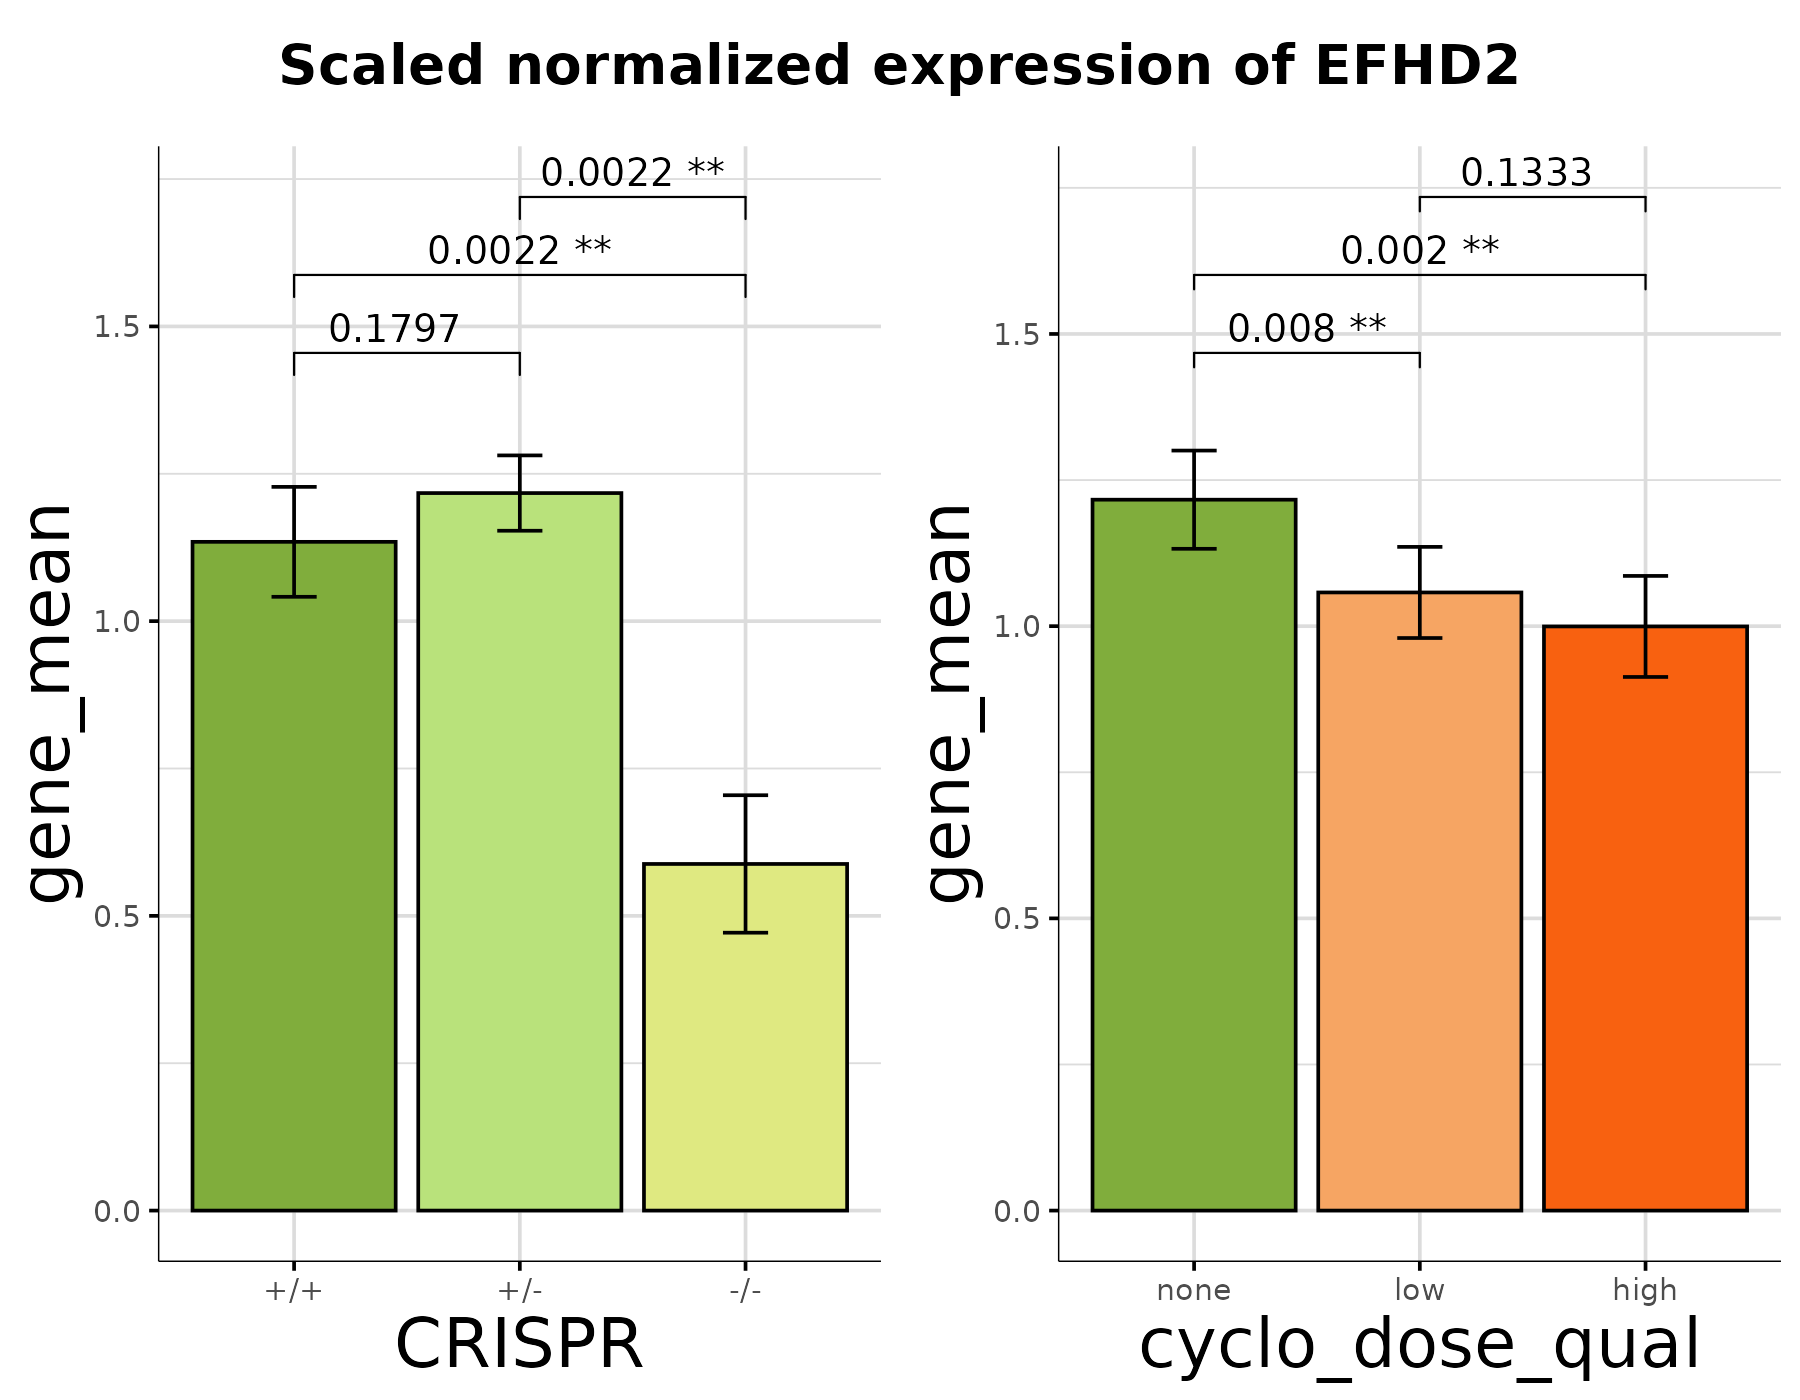 Scaled normalized expression of EFHD2
0.0022 **
0.0022 **
0.1797
1.5
1.0
0.5
0.0
gene_mean
+/+ +/- -/-
CRISPR
0.1333
0.002 **
0.008 **
1.5
1.0
0.5
0.0
gene_mean
none low high
cyclo_dose_qual